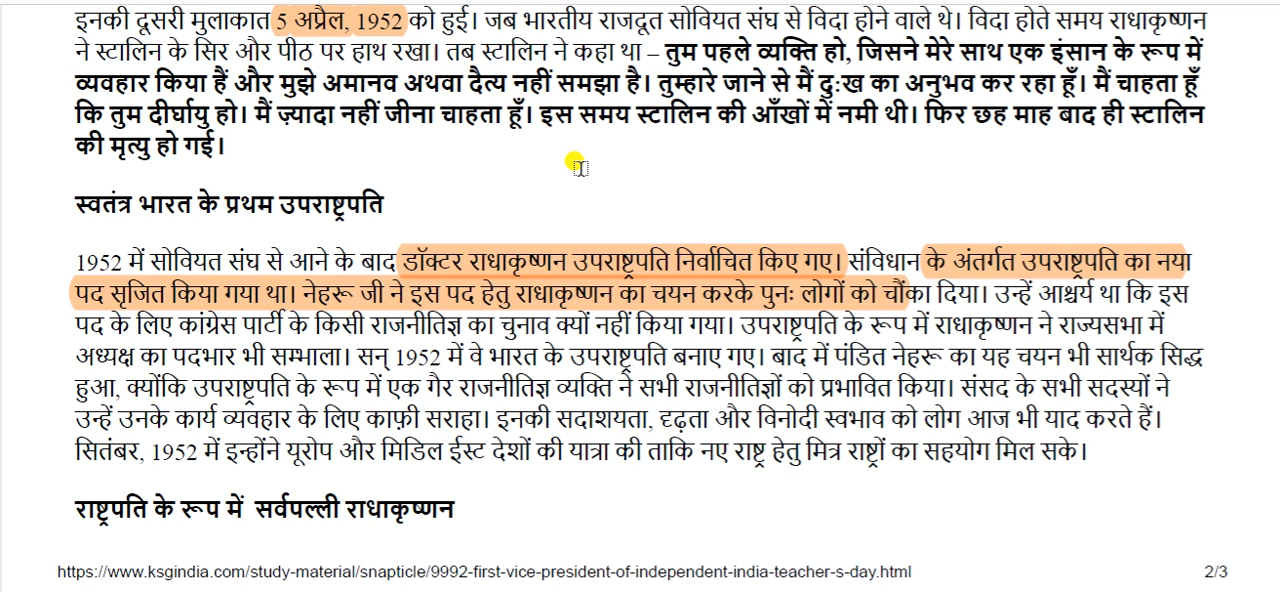 इनकी दूसरी मुलाकात 5 अप्रैल, 1952 को हुई। जब भारतीय राजदूत सोवियत संघ से विदा होने वाले थे। विदा होते समय राधाकृष्णन
ने स्टालिन के सिर और पीठ पर हाथ रखा। तब स्टालिन ने कहा था – तुम पहले व्यक्ति हो, जिसने मेरे साथ एक इंसान के रूप में
व्यवहार किया हैं और मुझे अमानव अथवा दैत्य नहीं समझा है। तुम्हारे जाने से मैं दुःख का अनुभव कर रहा हूँ। मैं चाहता हूँ
कि तुम दीर्घायु हो। मैं ज़्यादा नहीं जीना चाहता हूँ। इस समय स्टालिन की आँखों में नमी थी। फिर छह माह बाद ही स्टालिन
की मृत्यु हो गई।
स्वतंत्र भारत के प्रथम उपराष्ट्रपति
1952 में सोवियत संघ से आने के बाद डॉक्टर राधाकृष्णन उपराष्ट्रपति निर्वाचित किए गए। संविधान के अंतर्गत उपराष्ट्रपति का नया
पद सृजित किया गया था। नेहरू जी ने इस पद हेतु राधाकृष्णन का चयन करके पुनः लोगों को चौंका दिया। उन्हें आश्चर्य था कि इस
पद के लिए कांग्रेस पार्टी के किसी राजनीतिज्ञ का चुनाव क्यों नहीं किया गया। उपराष्ट्रपति के रूप में राधाकृष्णन ने राज्यसभा में
अध्यक्ष का पदभार भी सम्भाला। सन् 1952 में वे भारत के उपराष्ट्रपति बनाए गए। बाद में पंडित नेहरू का यह चयन भी सार्थक सिद्ध
हुआ, क्योंकि उपराष्ट्रपति के रूप में एक गैर राजनीतिज्ञ व्यक्ति ने सभी राजनीतिज्ञों को प्रभावित किया। संसद के सभी सदस्यों ने
उन्हें उनके कार्य व्यवहार के लिए काफ़ी सराहा। इनकी सदाशयता, दृढ़ता और विनोदी स्वभाव को लोग आज भी याद करते हैं।
सितंबर, 1952 में इन्होंने यूरोप और मिडिल ईस्ट देशों की यात्रा की ताकि नए राष्ट्र हेतु मित्र राष्ट्रों का सहयोग मिल सके।
राष्ट्रपति के रूप में सर्वपल्ली राधाकृष्णन
https://www.ksgindia.com/study-material/snapticle/9992-first-vice-president-of-independent-india-teacher-s-day.html 2/3